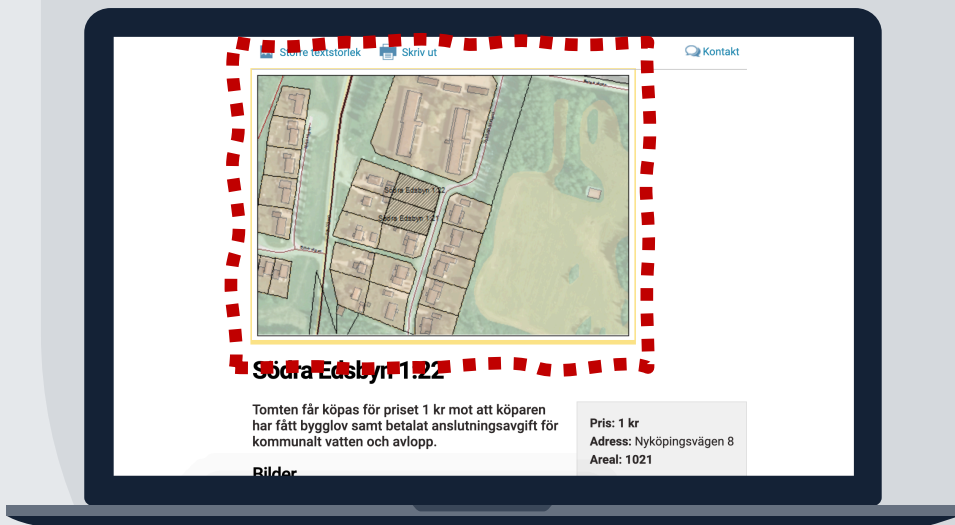 Större textstorlek Skriv ut Kontakt
Södra Edsbyn 1:22
Södra Edsbyn 1:21
Södra Edsbyn 1:22
Tomten får köpas för priset 1 kr mot att köparen
har fått bygglov samt betalat anslutningsavgift för
kommunalt vatten och avlopp.
Pris: 1 kr
Adress: Nyköpingsvägen 8
Areal: 1021
Bilder